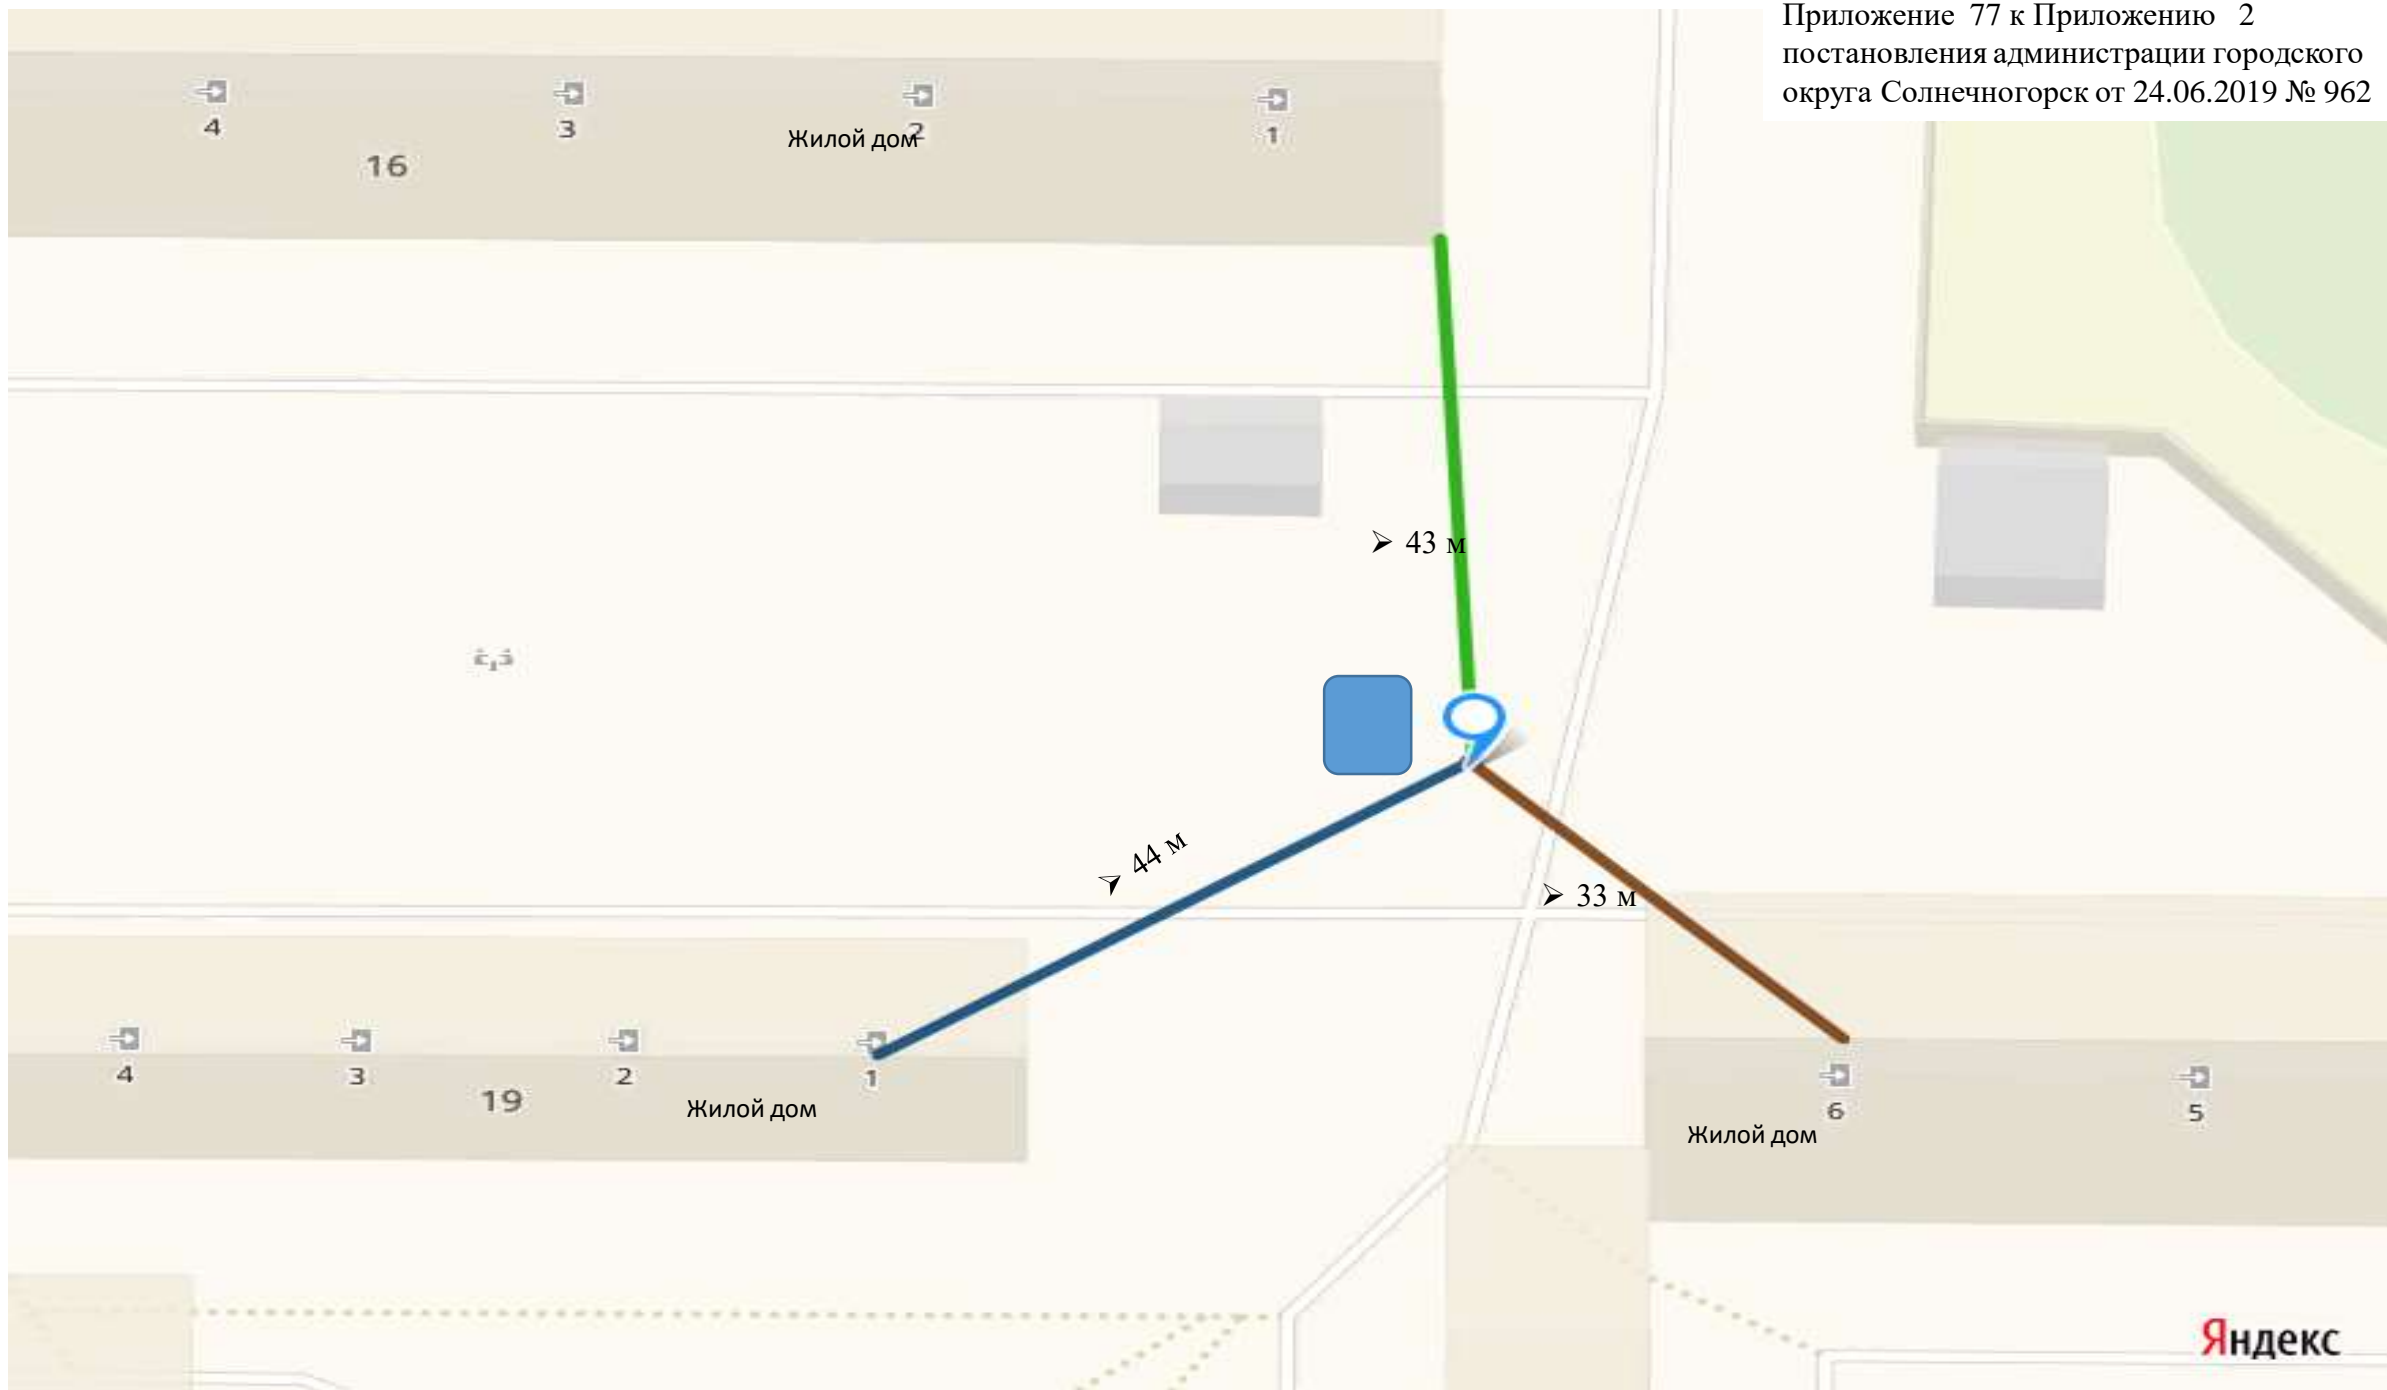 Приложение 77 к Приложению 2
постановления администрации городского
округа Солнечногорск от 24.06.2019 № 962
4
3
2
1
Жилой дом
16
➢ 43 м
➢ 44 м
➢ 33 м
4
3
2
1
19
Жилой дом
6
5
Жилой дом
Яндекс